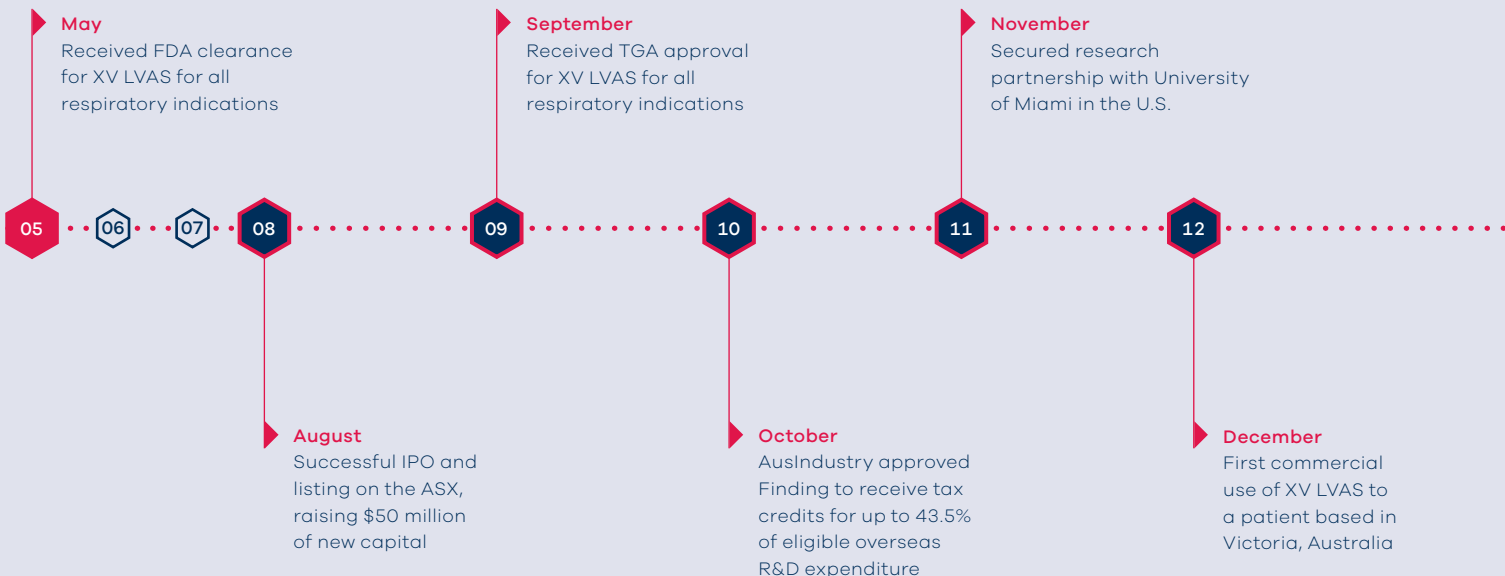 May
Received FDA clearance
for XV LVAS for all
respiratory indications
September
Received TGA approval
for XV LVAS for all
respiratory indications
November
Secured research
partnership with University
of Miami in the U.S.
05
06
07
08
09
10
11
12
August
Successful IPO and
listing on the ASX,
raising $50 million
of new capital
October
AusIndustry approved
Finding to receive tax
credits for up to 43.5%
of eligible overseas
R&D expenditure
December
First commercial
use of XV LVAS to
a patient based in
Victoria, Australia